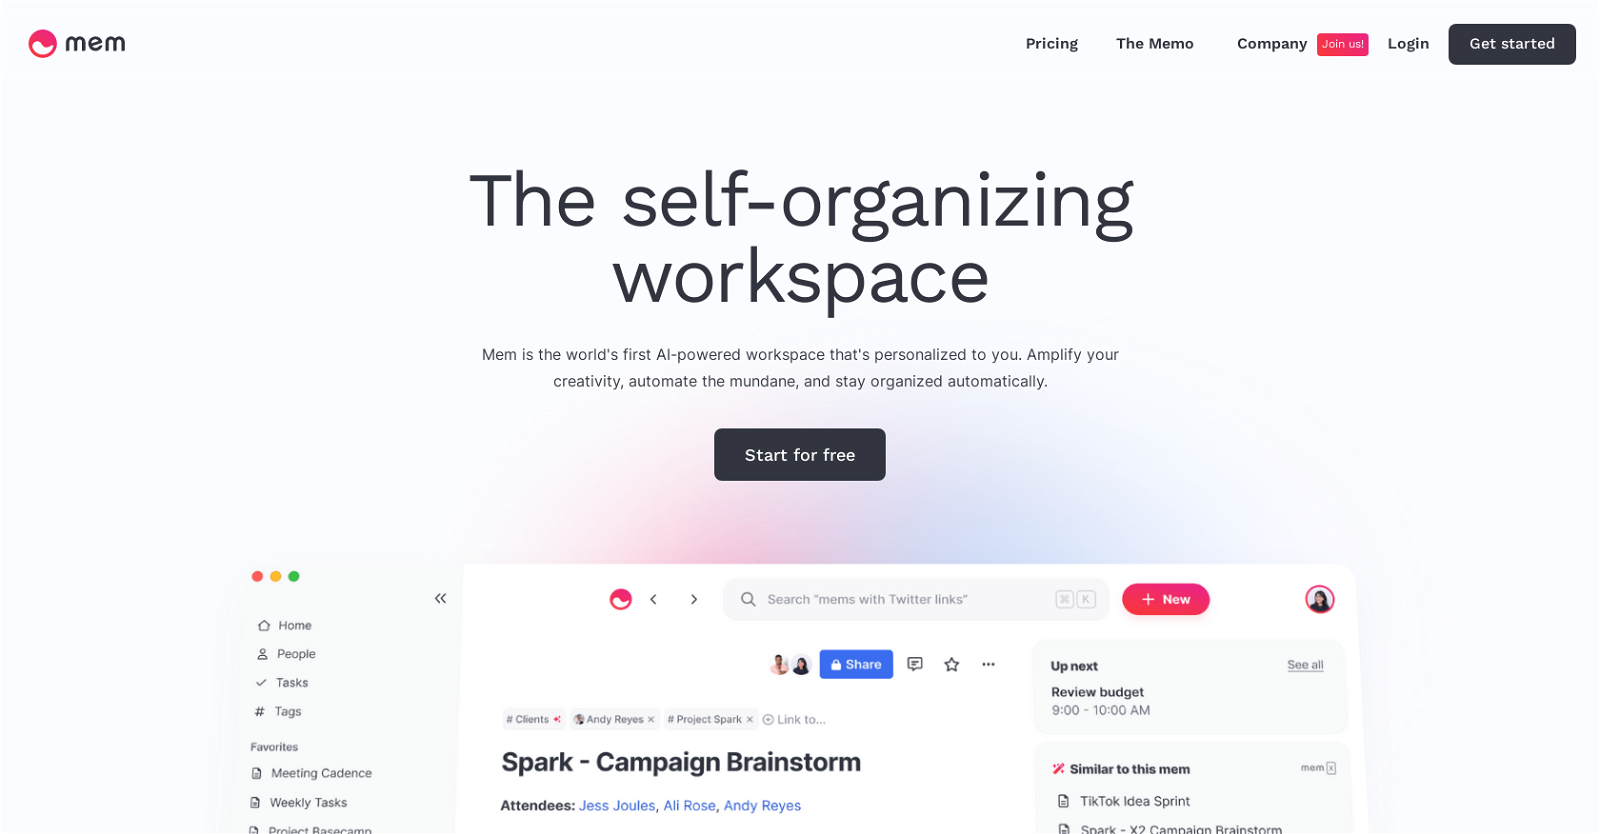 mem
Pricing
The Memo
Company
Join us!
Login
Get started
The self-organizing
workspace
Mem is the world's first AI-powered workspace that's personalized to you. Amplify your
creativity, automate the mundane, and stay organized automatically.
Start for free
Search “mems with Twitter links”
⌘ K
+ New
Home
People
Tasks
# Tags
Favorites
Meeting Cadence
Weekly Tasks
Project Basecamp
Share
# Clients
Andy Reyes ×
# Project Spark ×
Link to...
Spark - Campaign Brainstorm
Attendees: Jess Joules, Ali Rose, Andy Reyes
Up next
See all
Review budget
9:00 - 10:00 AM
Similar to this mem
mem x
TikTok Idea Sprint
Spark - X2 Campaign Brainstorm